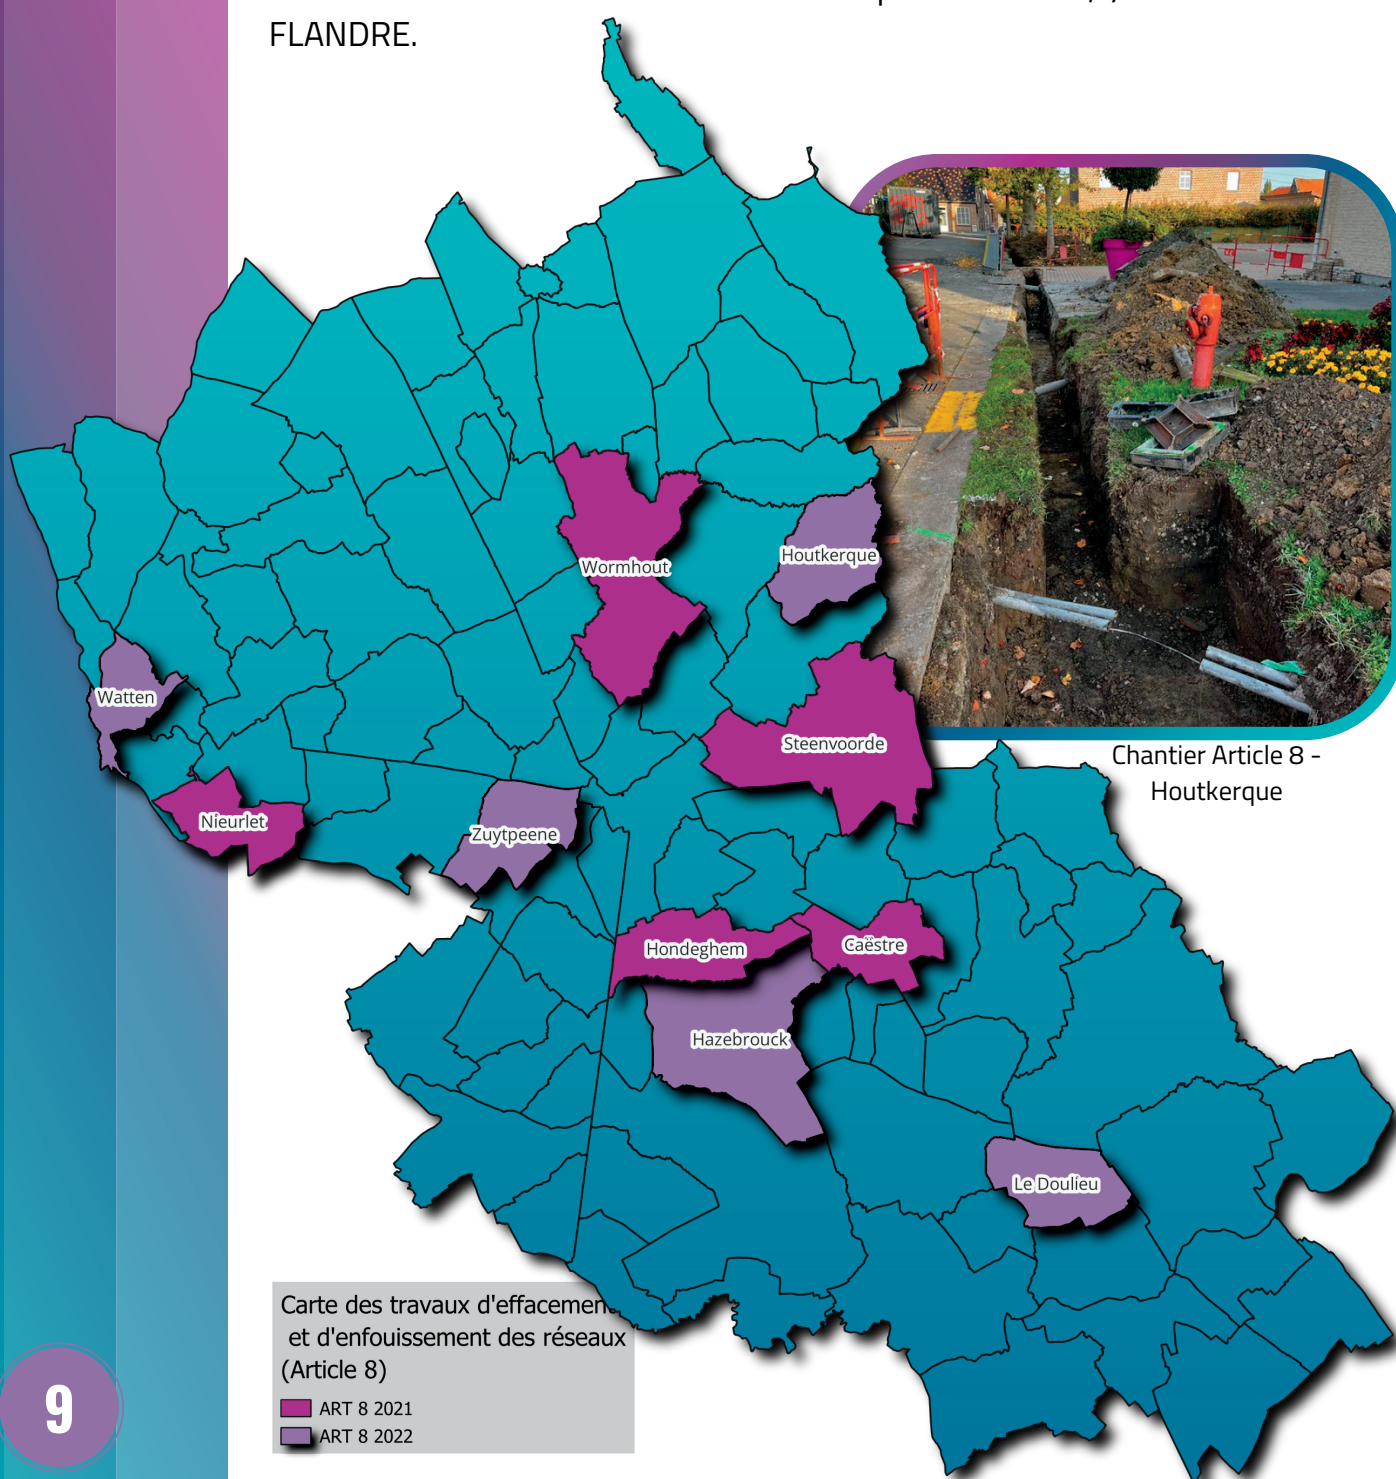 FLANDRE.
Wormhout
Houtkerque
Watten
Steenvoorde
Chantier Article 8 -
Houtkerque
Nieurlet
Zuytpeene
Hondeghem
Caëstre
Hazebrouck
Le Doulieu
Carte des travaux d'effacement
et d'enfouissement des réseaux
(Article 8)
ART 8 2021
ART 8 2022
9